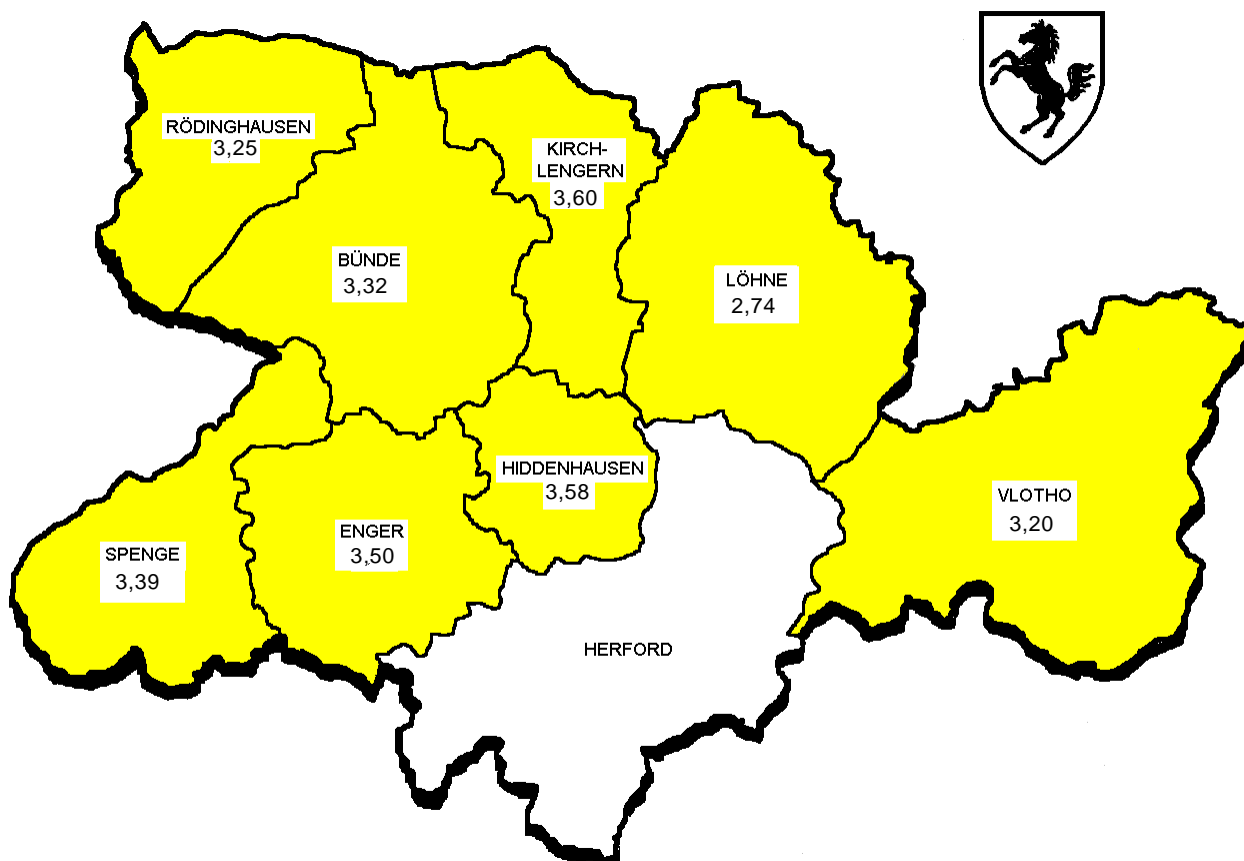 RÖDINGHAUSEN
3,25
KIRCH-
LENGERN
3,60
BÜNDE
3,32
LÖHNE
2,74
HIDDENHAUSEN
3,58
VLOTHO
3,20
ENGER
3,50
SPENGE
3,39
HERFORD